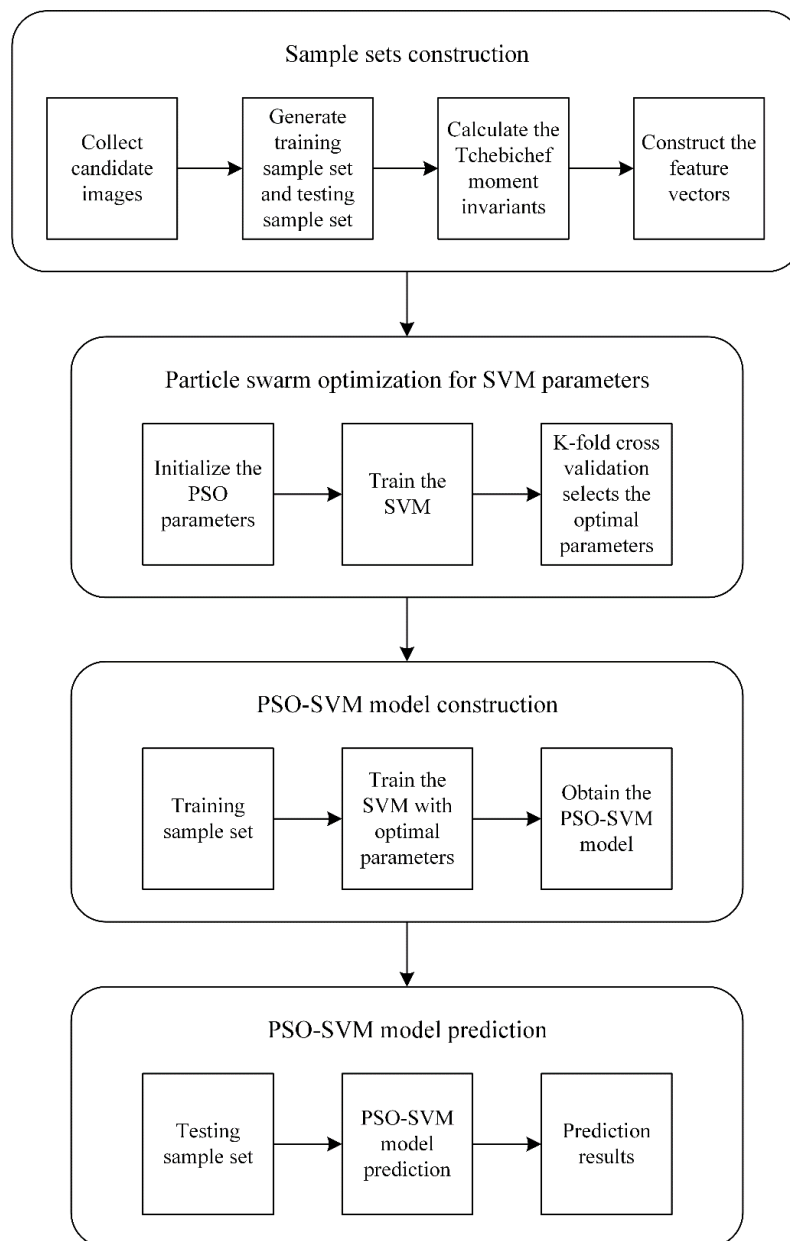 Sample sets construction
Collect
candidate
images
Generate
training
sample set
and testing
sample set
Calculate the
Tchebichef
moment
invariants
Construct the
feature
vectors
Particle swarm optimization for SVM parameters
Initialize the
PSO
parameters
Train the
SVM
K-fold cross
validation
selects the
optimal
parameters
PSO-SVM model construction
Training
sample set
Train the
SVM with
optimal
parameters
Obtain the
PSO-SVM
model
PSO-SVM model prediction
Testing
sample set
PSO-SVM
model
prediction
Prediction
results